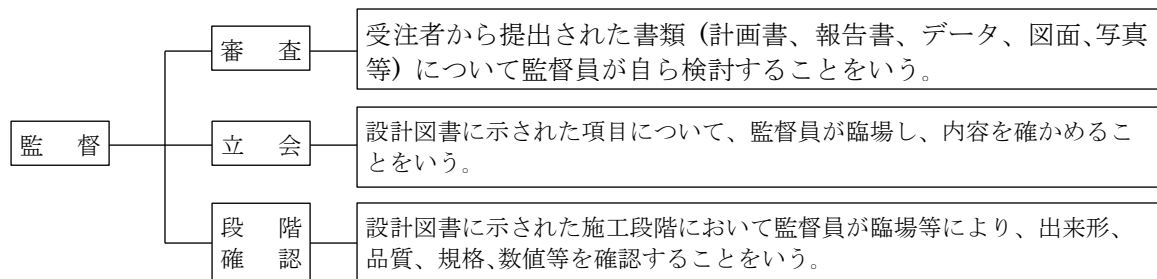 監　督
審　査
受注者から提出された書類 (計画書、報告書、データ、図面、写真
等) について監督員が自ら検討することをいう。
立　会
設計図書に示された項目について、監督員が臨場し、内容を確かめるこ
とをいう。
段　階
確　認
設計図書に示された施工段階において監督員が臨場等により、出来形、
品質、規格、数値等を確認することをいう。